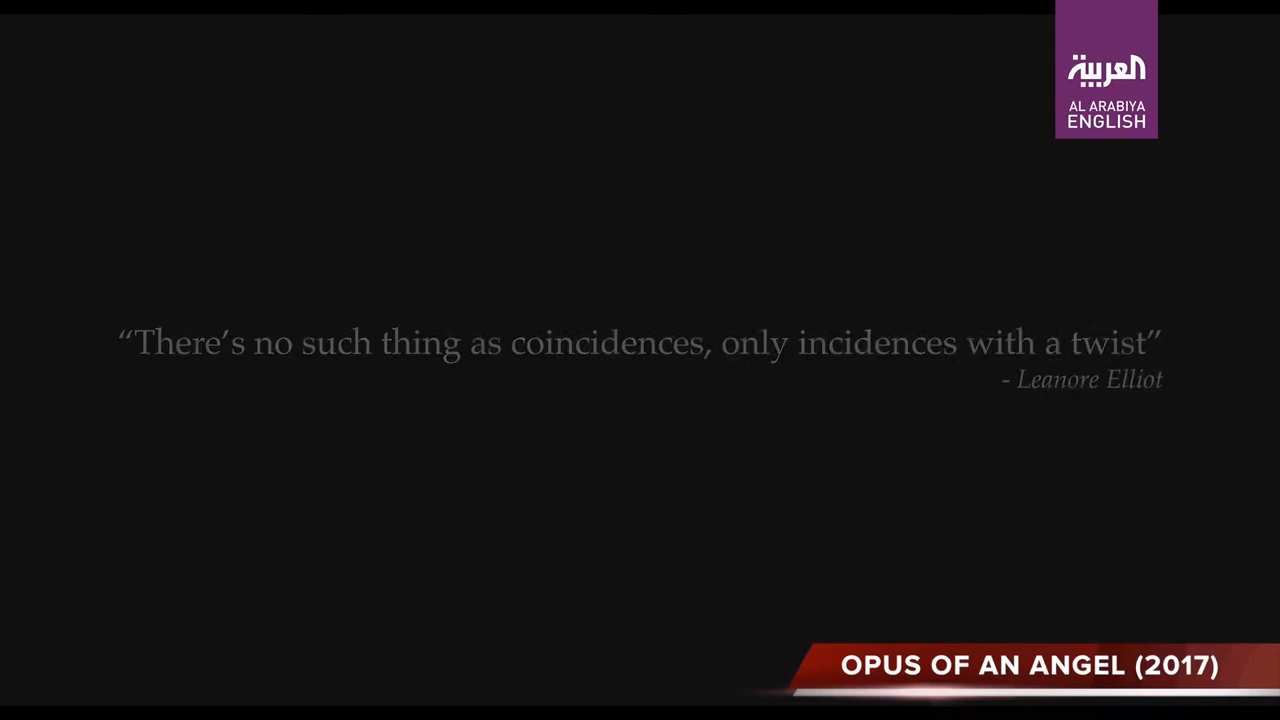 العربية
AL ARABIYA
ENGLISH
“There’s no such thing as coincidences, only incidences with a twist”
- Leanore Elliot
OPUS OF AN ANGEL (2017)